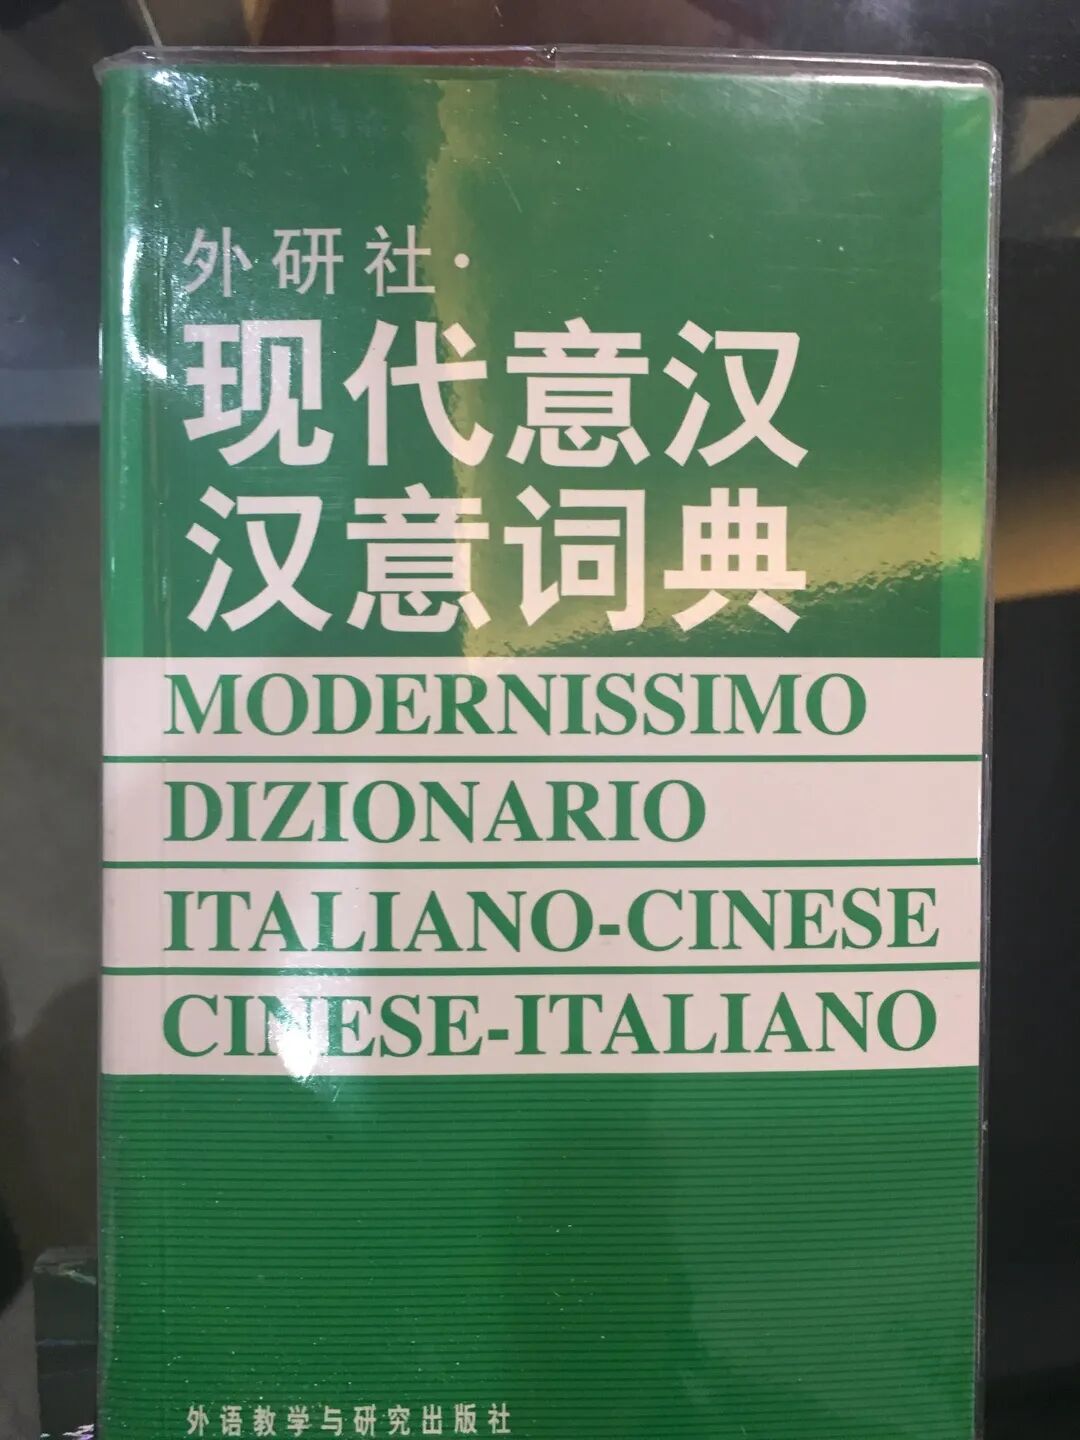 外研社·
现代意汉
汉意词典
MODERNISSIMO
DIZIONARIO
ITALIANO-CINESE
CINESE-ITALIANO
外语教学与研究出版社